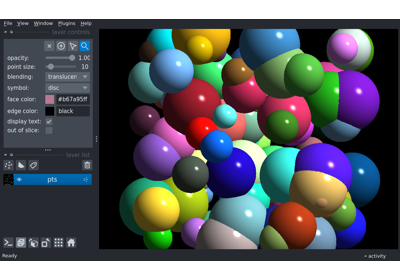 File View Window Plugins Help
layer controls
opacity: 1.00
point size: 10
blending: translucen
symbol: disc
face color: #b67a95ff
edge color: black
display text:
out of slice:
layer list
pts
Ready
activity